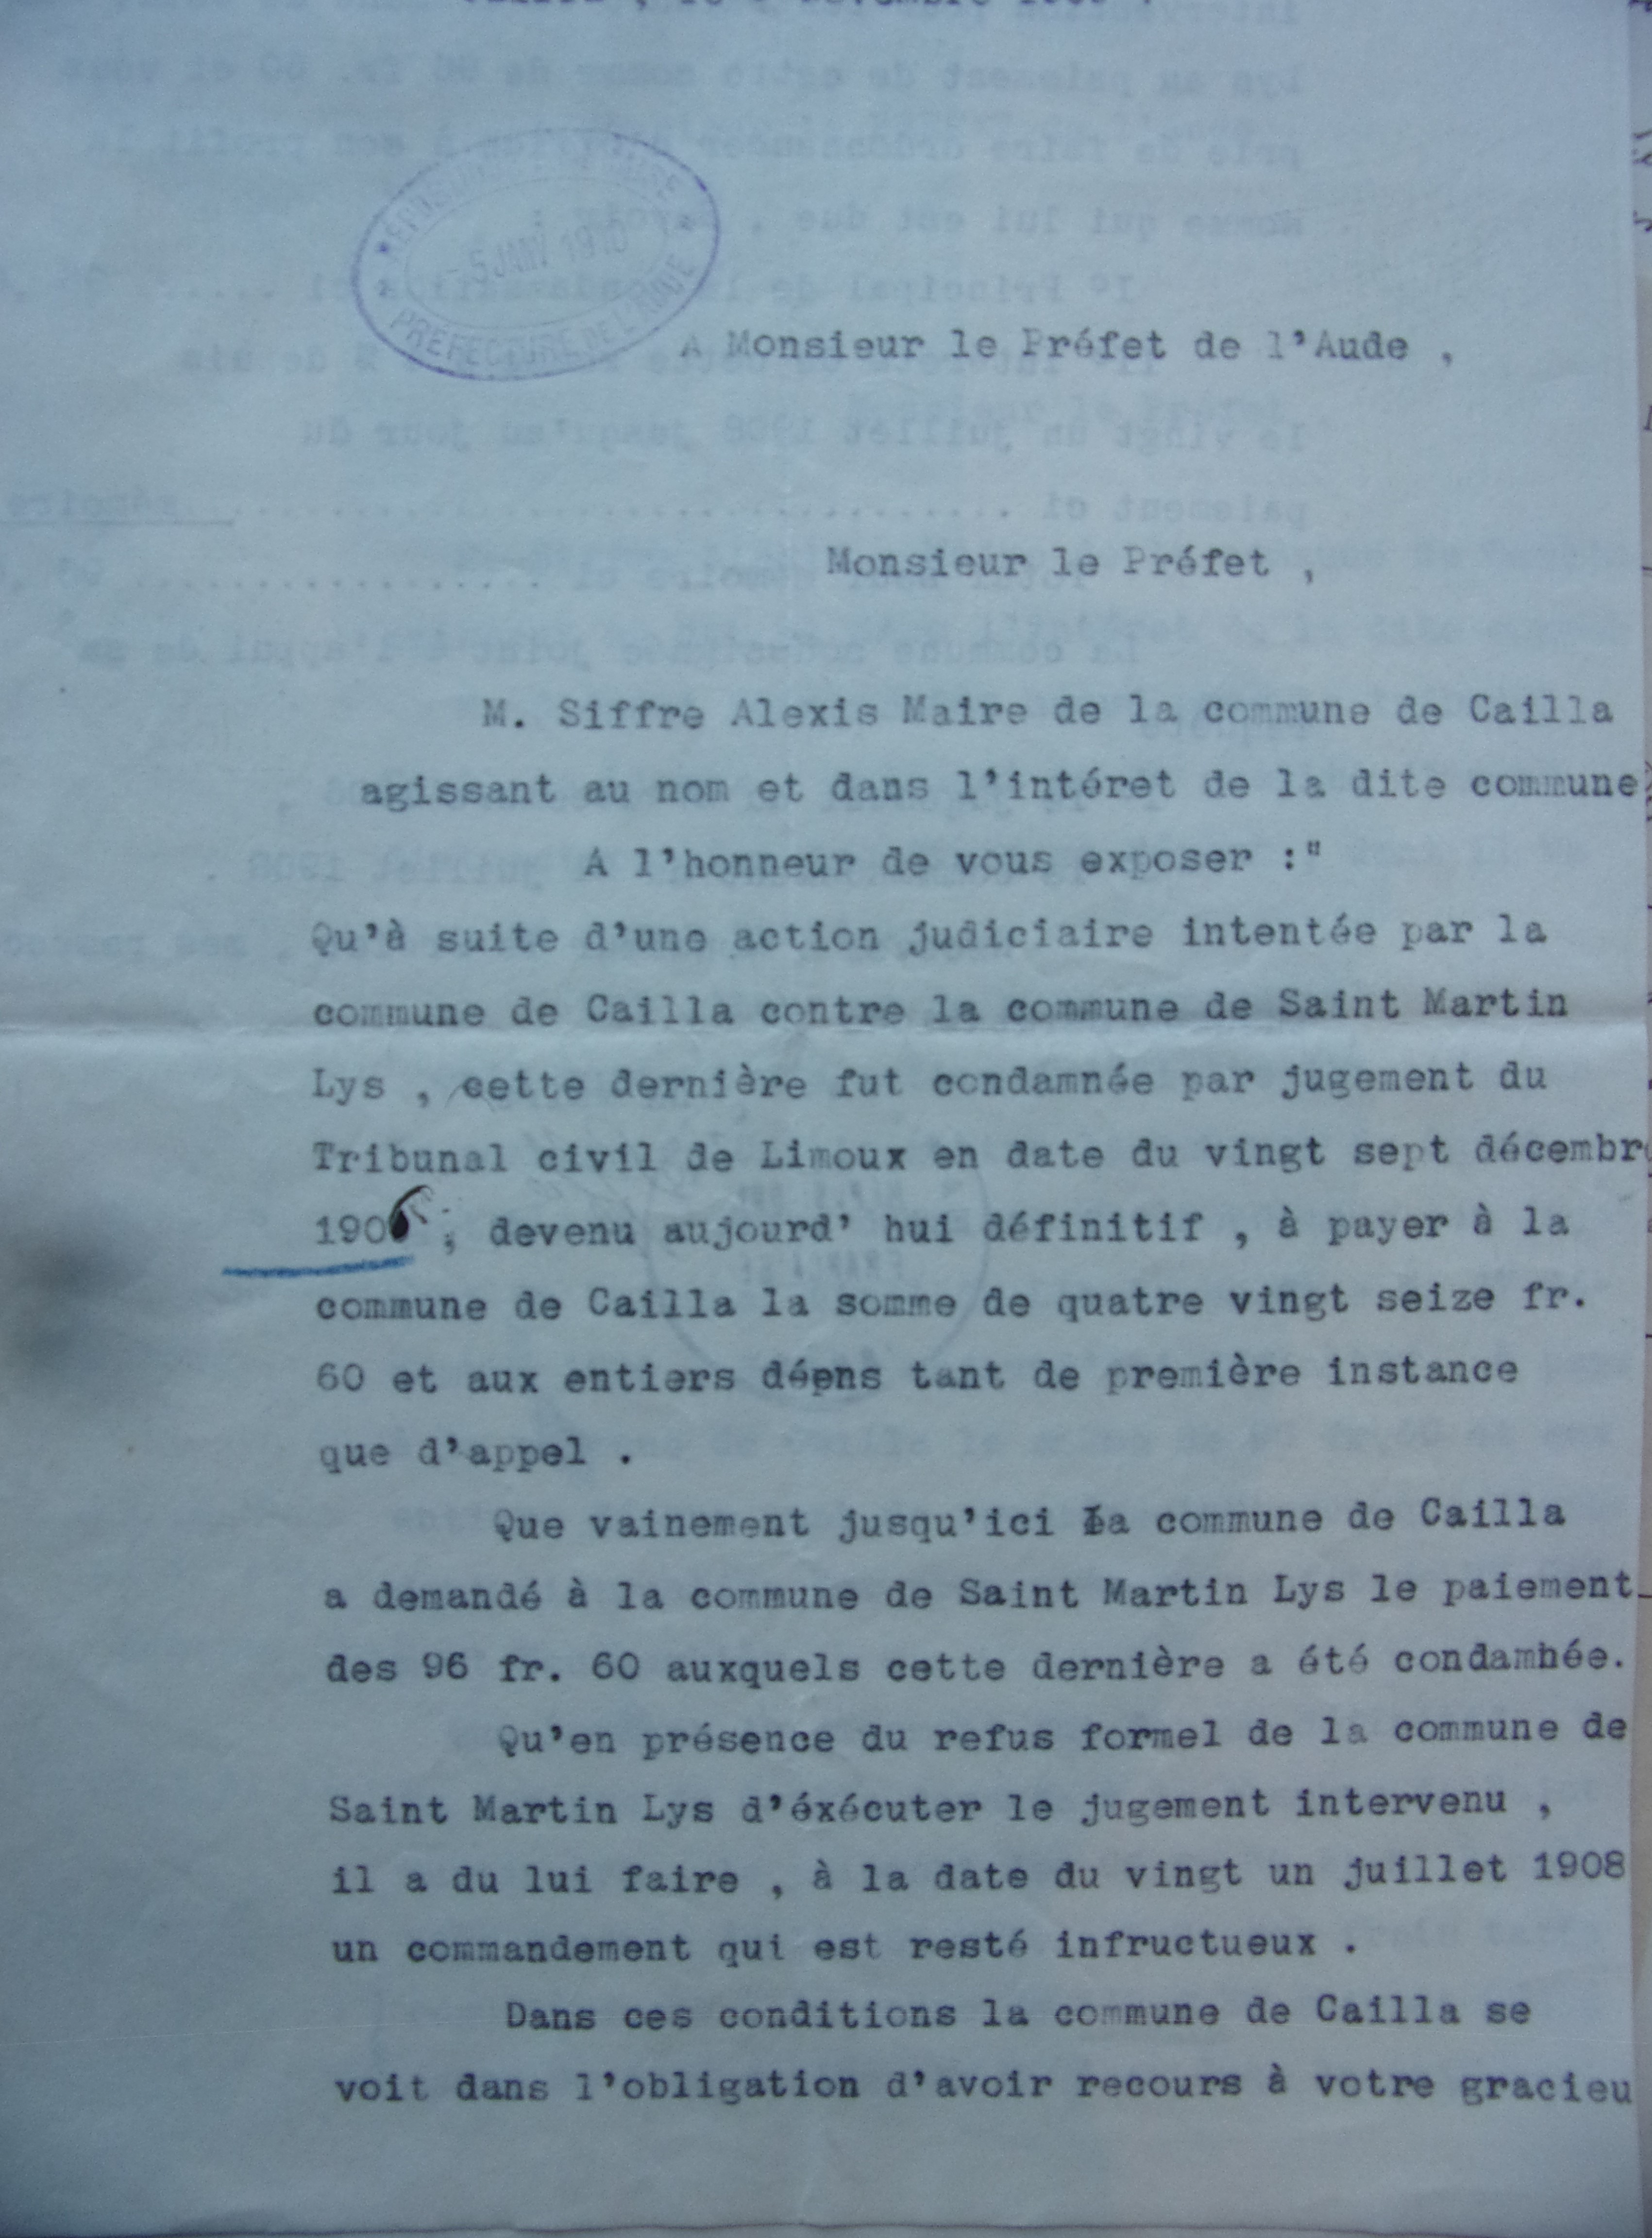 RÉPUBLIQUE FRANÇAISE
-5 JANV 1910
PRÉFECTURE DE L'AUDE
A Monsieur le Préfet de l'Aude ,
Monsieur le Préfet ,
M. Siffre Alexis Maire de la commune de Cailla
agissant au nom et dans l'intéret de la dite commune
A l'honneur de vous exposer :"
Qu'à suite d'une action judiciaire intentée par la
commune de Cailla contre la commune de Saint Martin
Lys , cette dernière fut condamnée par jugement du
Tribunal civil de Limoux en date du vingt sept décembre
1906 ; devenu aujourd' hui définitif , à payer à la
commune de Cailla la somme de quatre vingt seize fr.
60 et aux entiers dépns tant de première instance
que d'appel .
Que vainement jusqu'ici la commune de Cailla
a demandé à la commune de Saint Martin Lys le paiement
des 96 fr. 60 auxquels cette dernière a été condamhée.
Qu'en présence du refus formel de la commune de
Saint Martin Lys d'éxécuter le jugement intervenu ,
il a du lui faire , à la date du vingt un juillet 1908
un commandement qui est resté infructueux .
Dans ces conditions la commune de Cailla se
voit dans l'obligation d'avoir recours à votre gracieu